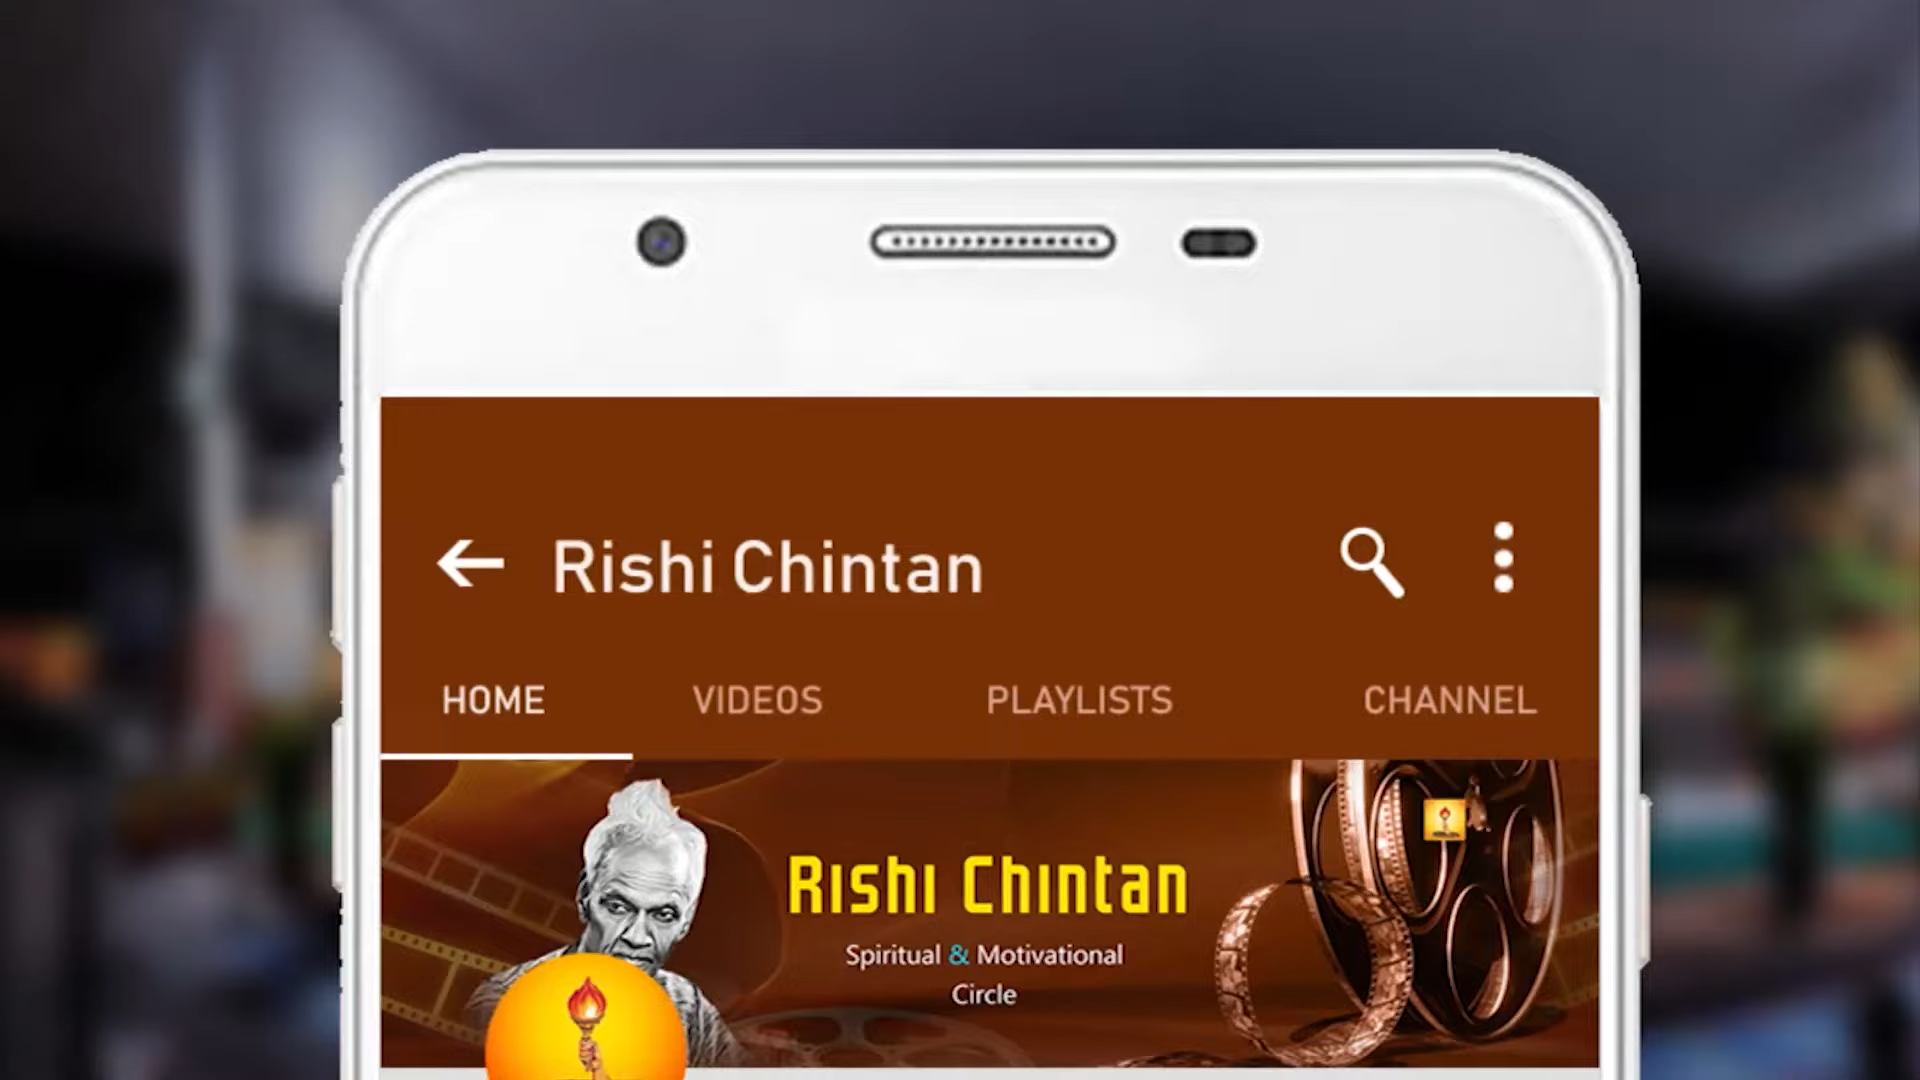 Rishi Chintan
HOME VIDEOS PLAYLISTS CHANNEL
Rishi Chintan
Spiritual & Motivational
Circle